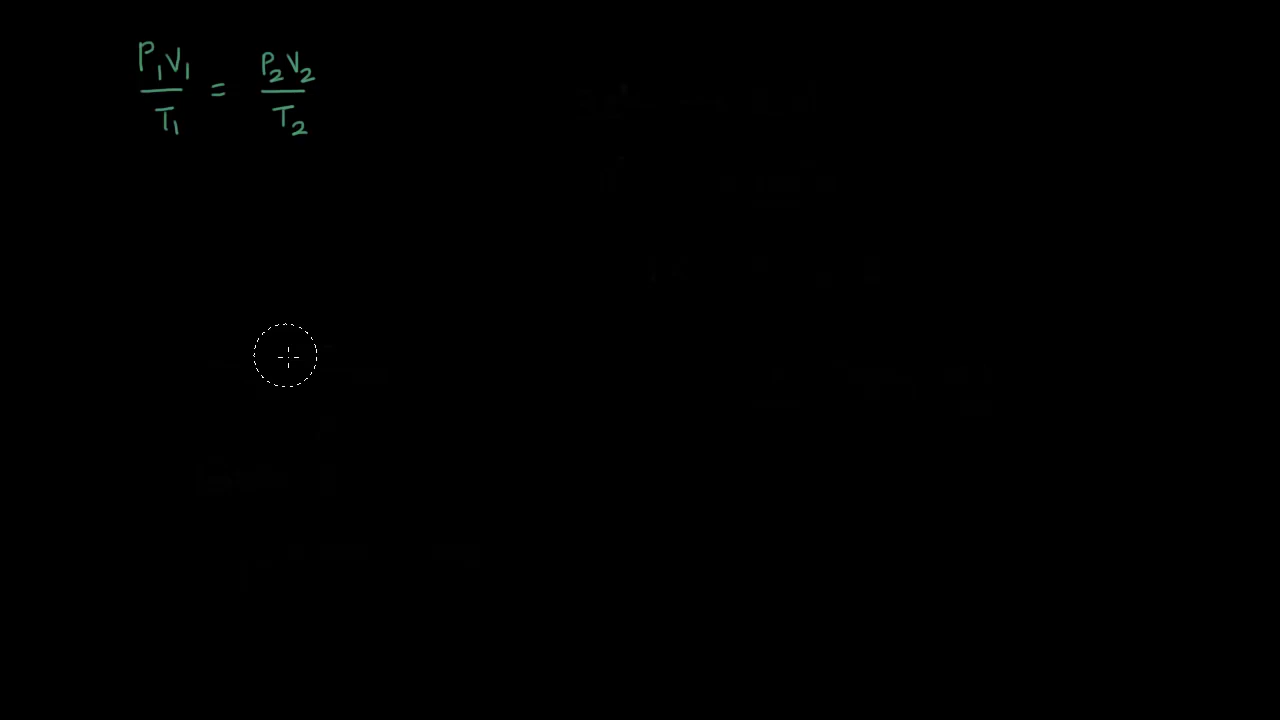 P₁V₁/T₁ = P₂V₂/T₂